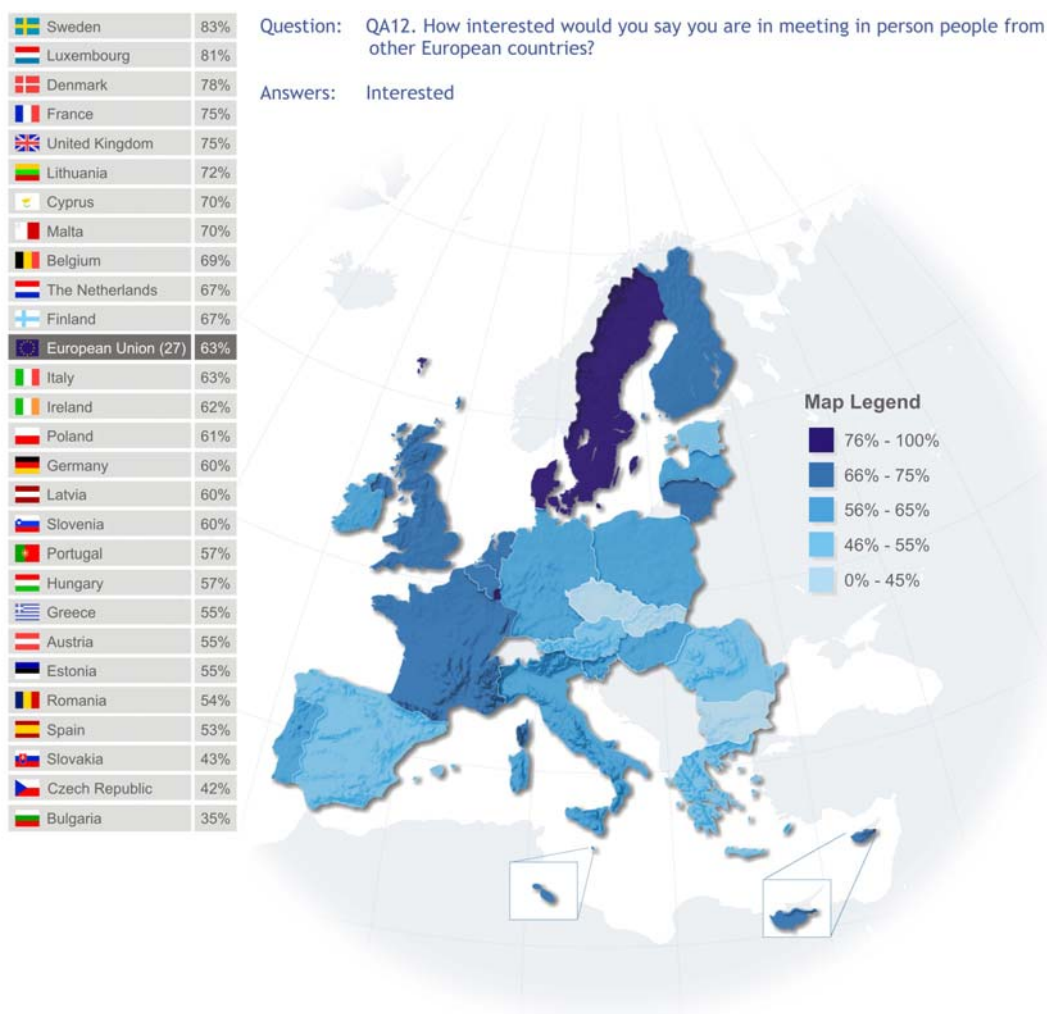 Question: QA12. How interested would you say you are in meeting in person people from
other European countries?
Answers: Interested
Sweden 83%
Luxembourg 81%
Denmark 78%
France 75%
United Kingdom 75%
Lithuania 72%
Cyprus 70%
Malta 70%
Belgium 69%
The Netherlands 67%
Finland 67%
European Union (27) 63%
Italy 63%
Ireland 62%
Poland 61%
Germany 60%
Latvia 60%
Slovenia 60%
Portugal 57%
Hungary 57%
Greece 55%
Austria 55%
Estonia 55%
Romania 54%
Spain 53%
Slovakia 43%
Czech Republic 42%
Bulgaria 35%
Map Legend
76% - 100%
66% - 75%
56% - 65%
46% - 55%
0% - 45%